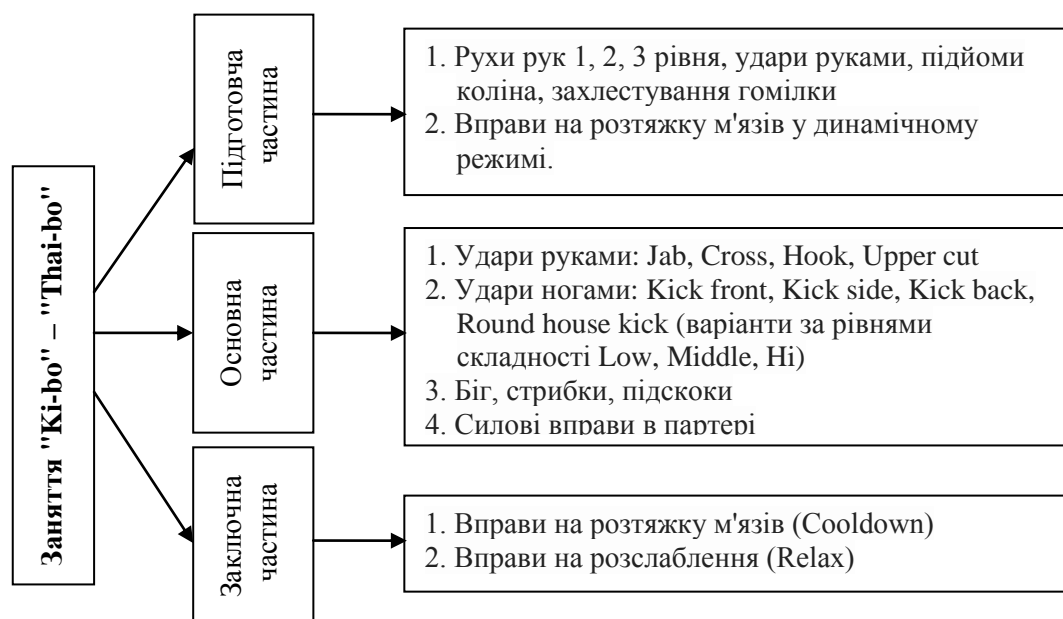 Заняття "Ki-bo" – "Thai-bo"
Підготовча
частина
1. Рухи рук 1, 2, 3 рівня, удари руками, підйоми
коліна, захлестування гомілки
2. Вправи на розтяжку м'язів у динамічному
режимі.
Основна
частина
1. Удари руками: Jab, Cross, Hook, Upper cut
2. Удари ногами: Kick front, Kick side, Kick back,
Round house kick (варіанти за рівнями
складності Low, Middle, Hi)
3. Біг, стрибки, підскоки
4. Силові вправи в партері
Заключна
частина
1. Вправи на розтяжку м'язів (Cooldown)
2. Вправи на розслаблення (Relax)